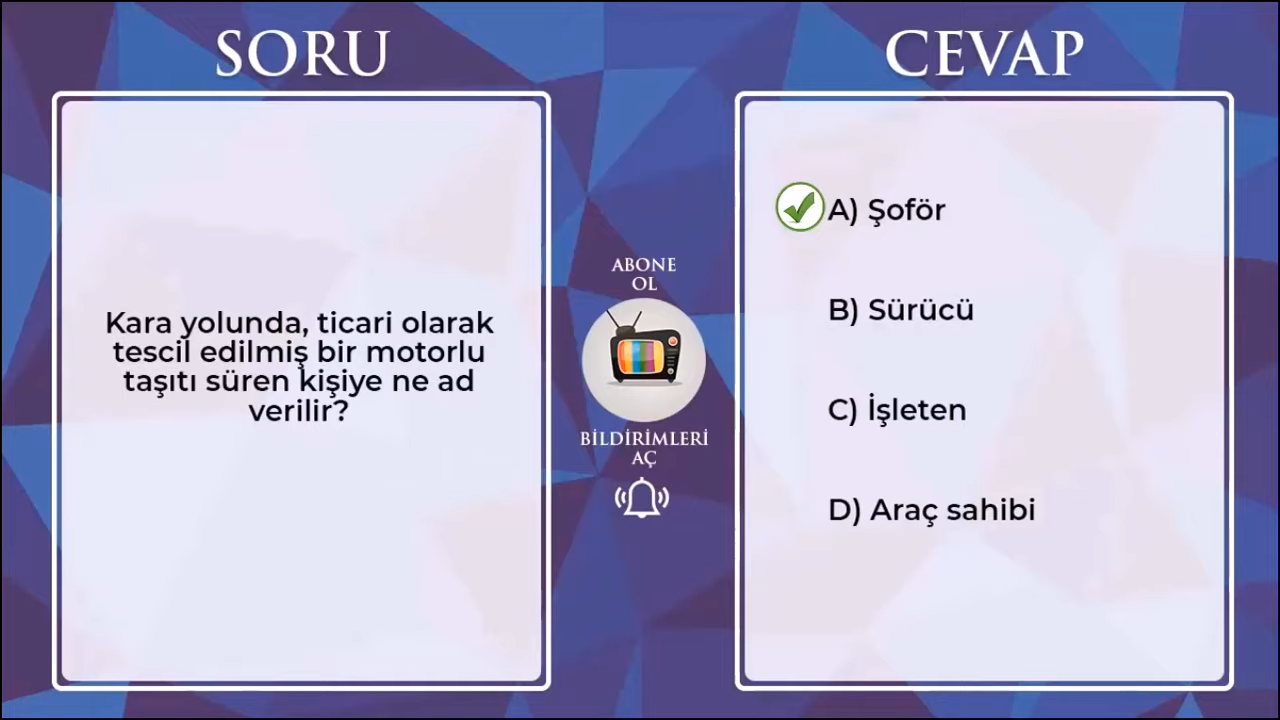 SORU
Kara yolunda, ticari olarak
tescil edilmiş bir motorlu
taşıtı süren kişiye ne ad
verilir?
ABONE
OL
BİLDİRİMLERİ
AÇ
CEVAP
A) Şoför
B) Sürücü
C) İşleten
D) Araç sahibi